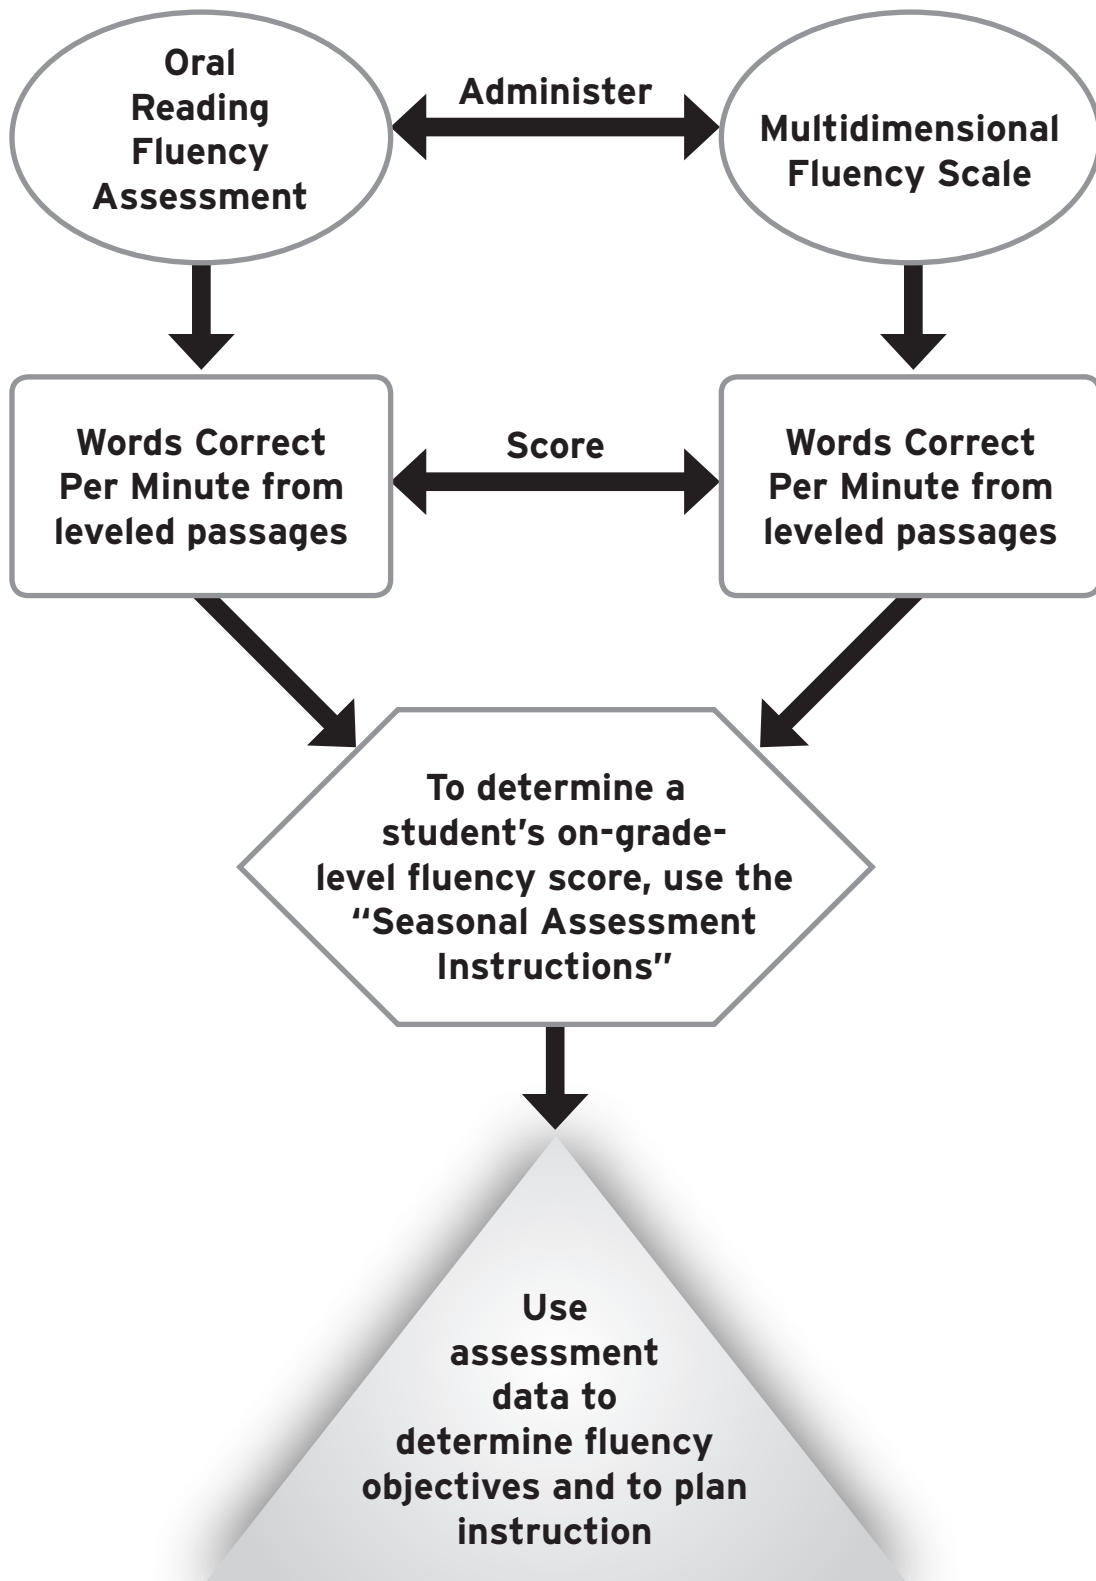 Oral
Reading
Fluency
Assessment
Administer
Multidimensional
Fluency Scale
Words Correct
Per Minute from
leveled passages
Score
Words Correct
Per Minute from
leveled passages
To determine a
student's on-grade-
level fluency score, use the
"Seasonal Assessment
Instructions"
Use
assessment
data to
determine fluency
objectives and to plan
instruction